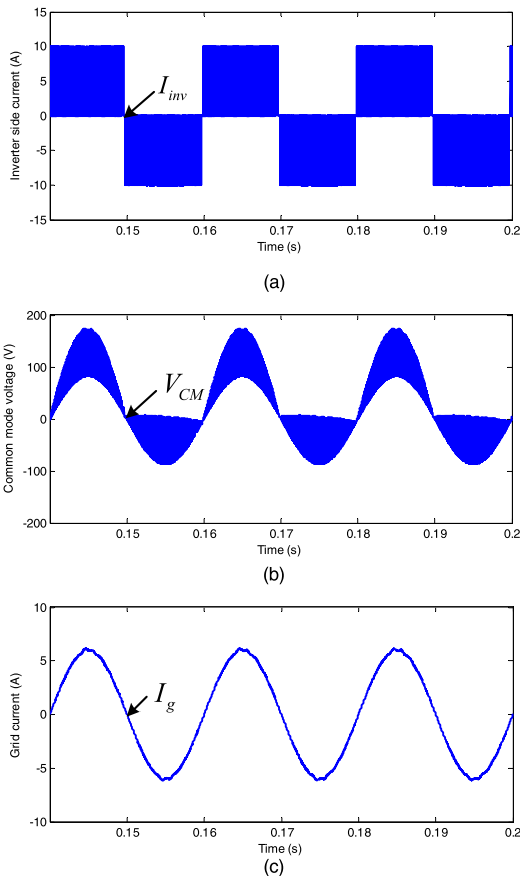 15
10
5
0
-5
-10
-15
Inverter side current (A)
I_inv
0.15 0.16 0.17 0.18 0.19 0.2
Time (s)
(a)
200
100
0
-100
-200
Common mode voltage (V)
V_CM
0.15 0.16 0.17 0.18 0.19 0.2
Time (s)
(b)
10
5
0
-5
-10
Grid current (A)
I_g
0.15 0.16 0.17 0.18 0.19 0.2
Time (s)
(c)